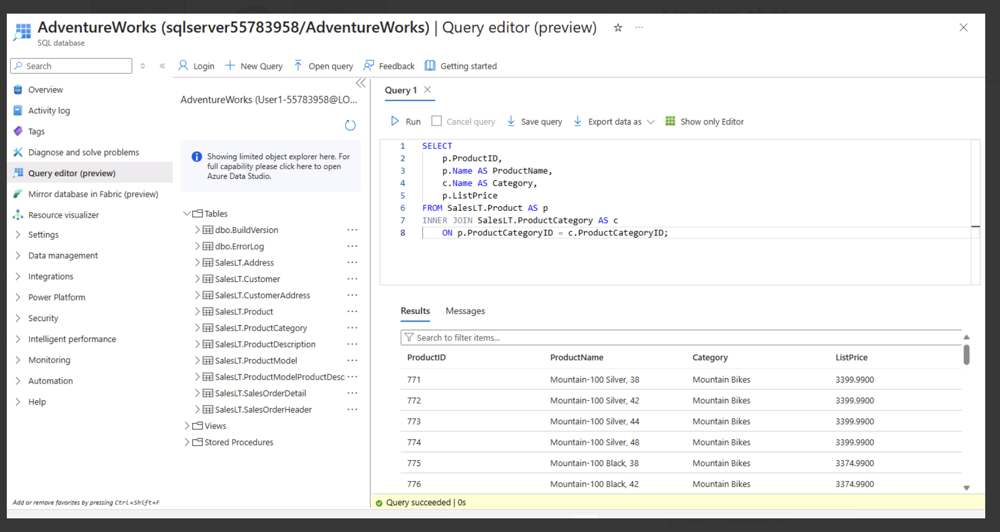 AdventureWorks (sqlserver55783958/AdventureWorks) | Query editor (preview)
SQL database
Search
Login
New Query
Open query
Feedback
Getting started
Overview
Activity log
Tags
Diagnose and solve problems
Query editor (preview)
Mirror database in Fabric (preview)
Resource visualizer
Settings
Data management
Integrations
Power Platform
Security
Intelligent performance
Monitoring
Automation
Help
Add or remove favorites by pressing Ctrl+Shift+F
AdventureWorks (User1-55783958@LO...
Showing limited object explorer here. For
full capability please click here to open
Azure Data Studio.
Tables
dbo.BuildVersion
dbo.ErrorLog
SalesLT.Address
SalesLT.Customer
SalesLT.CustomerAddress
SalesLT.Product
SalesLT.ProductCategory
SalesLT.ProductDescription
SalesLT.ProductModel
SalesLT.ProductModelProductDesc
SalesLT.SalesOrderDetail
SalesLT.SalesOrderHeader
Views
Stored Procedures
Query 1
Run
Cancel query
Save query
Export data as
Show only Editor
1 SELECT
2 p.ProductID,
3 p.Name AS ProductName,
4 c.Name AS Category,
5 p.ListPrice
6 FROM SalesLT.Product AS p
7 INNER JOIN SalesLT.ProductCategory AS c
8 ON p.ProductCategoryID = c.ProductCategoryID;
Results Messages
Search to filter items...
ProductID ProductName Category ListPrice
771 Mountain-100 Silver, 38 Mountain Bikes 3399.9900
772 Mountain-100 Silver, 42 Mountain Bikes 3399.9900
773 Mountain-100 Silver, 44 Mountain Bikes 3399.9900
774 Mountain-100 Silver, 48 Mountain Bikes 3399.9900
775 Mountain-100 Black, 38 Mountain Bikes 3374.9900
776 Mountain-100 Black, 42 Mountain Bikes 3374.9900
Query succeeded | 0s